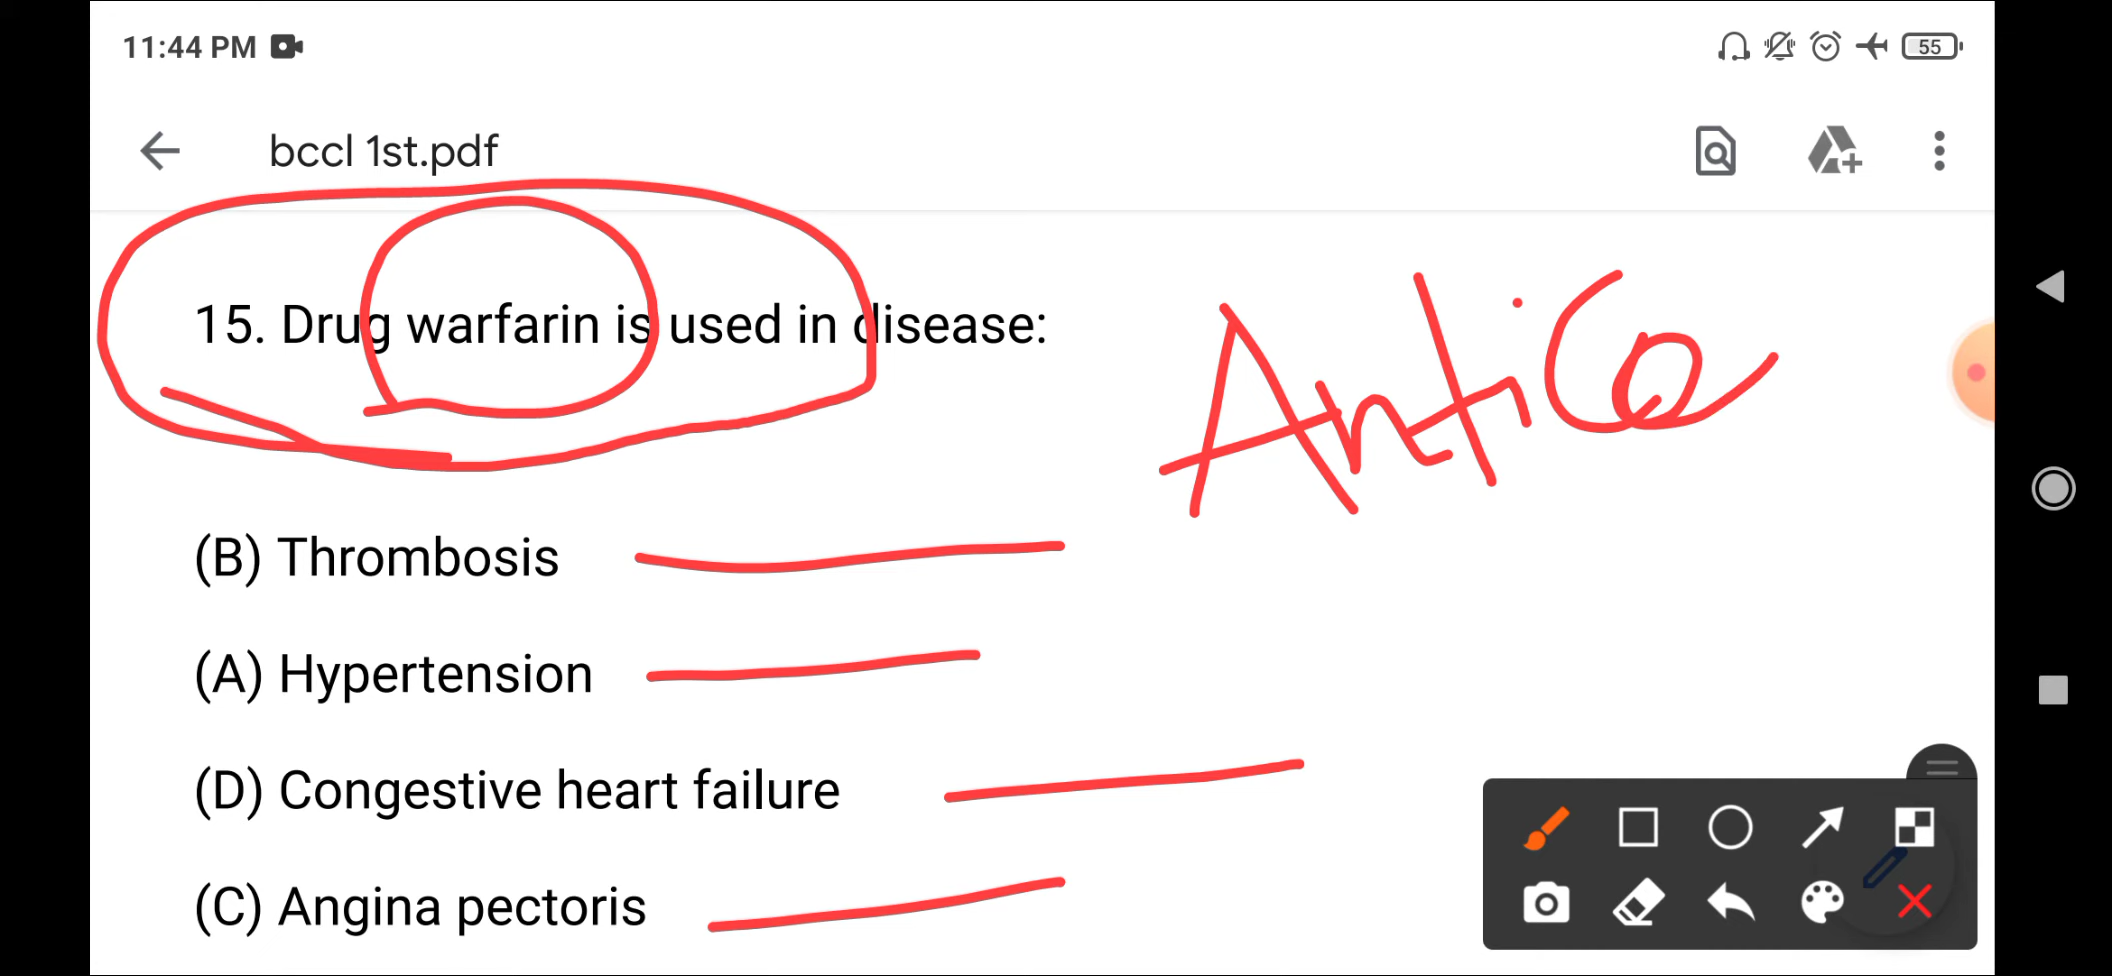 11:44 PM
55
bccl 1st.pdf
15. Drug warfarin is used in disease:
Antico
(B) Thrombosis
(A) Hypertension
(D) Congestive heart failure
(C) Angina pectoris